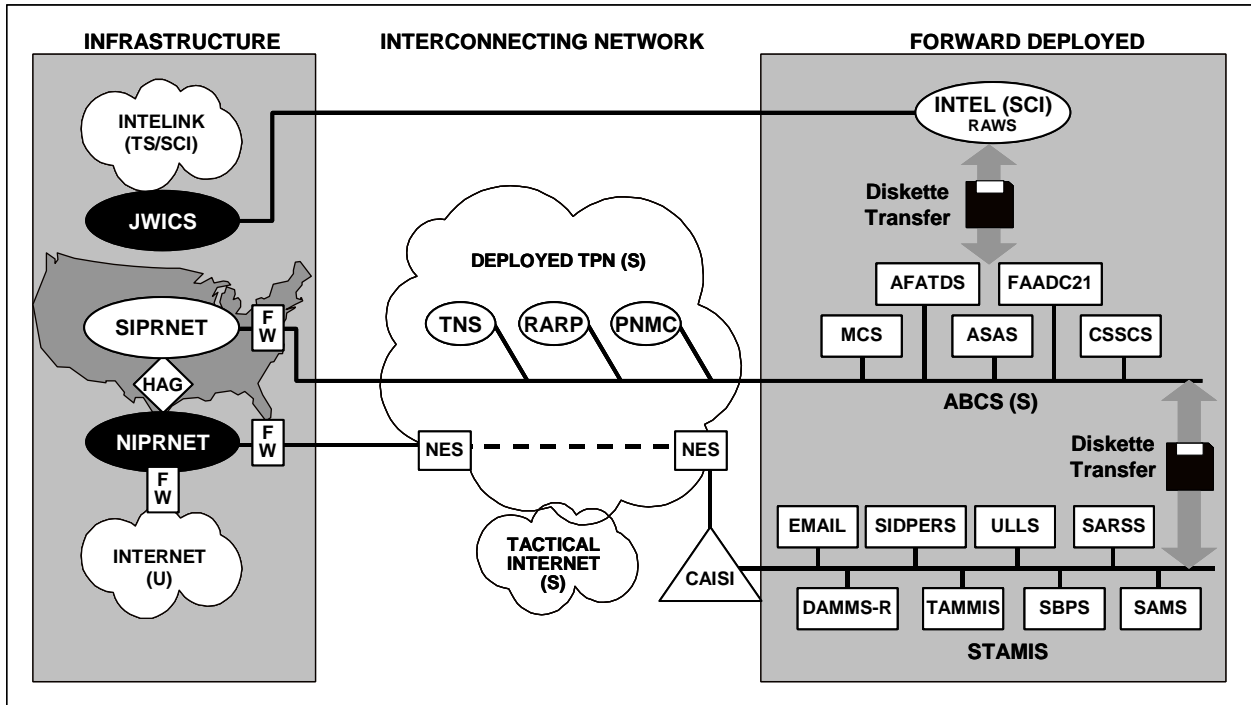 INFRASTRUCTURE
INTERCONNECTING NETWORK
FORWARD DEPLOYED
INTELINK
(TS/SCI)
JWICS
SIPRNET
F
W
HAG
NIPRNET
F
W
F
W
INTERNET
(U)
DEPLOYED TPN (S)
TNS
RARP
PNMC
NES
NES
TACTICAL
INTERNET
(S)
CAISI
INTEL (SCI)
RAWS
Diskette
Transfer
AFATDS
FAADC21
MCS
ASAS
CSSCS
ABCS (S)
Diskette
Transfer
EMAIL
SIDPERS
ULLS
SARSS
DAMMS-R
TAMMIS
SBPS
SAMS
STAMIS